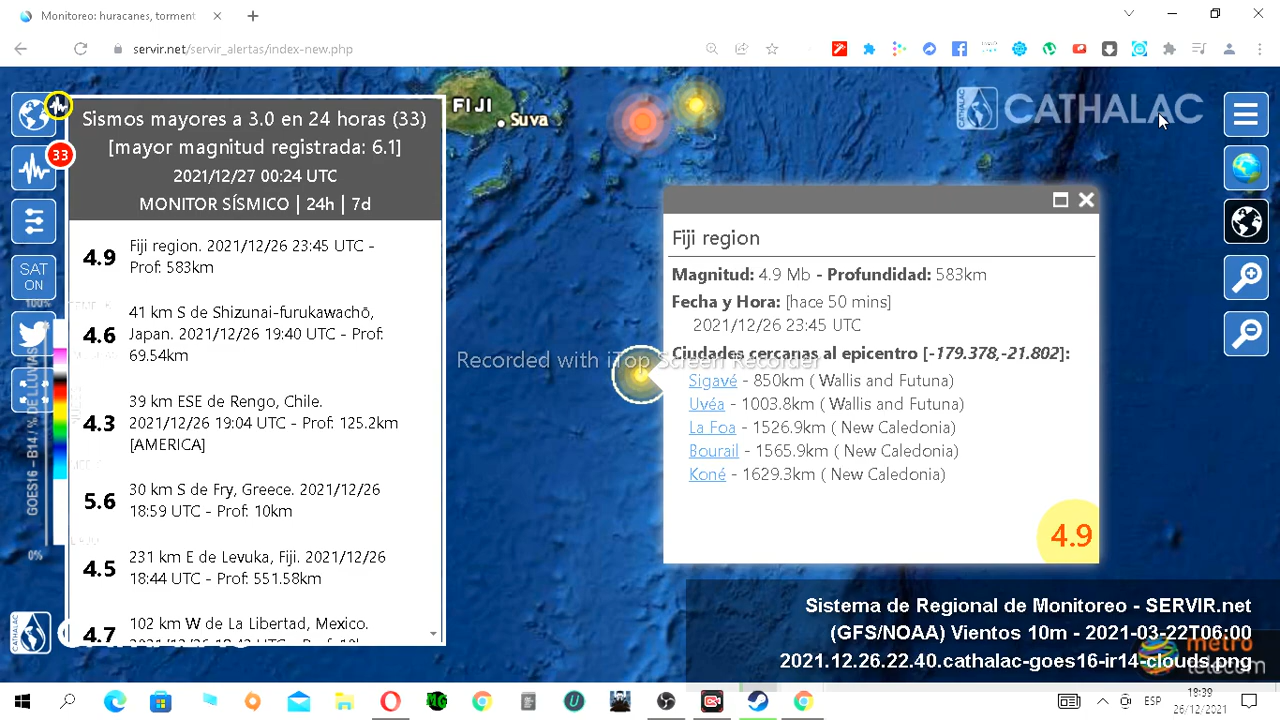 Monitoreo: huracanes, torment
servir.net/servir_alertas/index-new.php
Sismos mayores a 3.0 en 24 horas (33)
[mayor magnitud registrada: 6.1]
2021/12/27 00:24 UTC
MONITOR SÍSMICO | 24h | 7d
33
SAT
ON
100%
GOES16 - B14 / % DE LLUVIAS
0%
4.9
Fiji region. 2021/12/26 23:45 UTC -
Prof: 583km
4.6
41 km S de Shizunai-furukawachō,
Japan. 2021/12/26 19:40 UTC - Prof:
69.54km
4.3
39 km ESE de Rengo, Chile.
2021/12/26 19:04 UTC - Prof: 125.2km
[AMERICA]
5.6
30 km S de Fry, Greece. 2021/12/26
18:59 UTC - Prof: 10km
4.5
231 km E de Levuka, Fiji. 2021/12/26
18:44 UTC - Prof: 551.58km
4.7
102 km W de La Libertad, Mexico.
FIJI
Suva
CATHALAC
Fiji region
Magnitud: 4.9 Mb - Profundidad: 583km
Fecha y Hora: [hace 50 mins]
2021/12/26 23:45 UTC
Ciudades cercanas al epicentro [-179.378,-21.802]:
Recorded with iTop Screen Recorder
Sigavé - 850km ( Wallis and Futuna)
Uvéa - 1003.8km ( Wallis and Futuna)
La Foa - 1526.9km ( New Caledonia)
Bourail - 1565.9km ( New Caledonia)
Koné - 1629.3km ( New Caledonia)
4.9
Sistema de Regional de Monitoreo - SERVIR.net
(GFS/NOAA) Vientos 10m - 2021-03-22T06:00
2021.12.26.22.40.cathalac-goes16-ir14-clouds.png
metro
telecom
ESP
19:39
26/12/2021